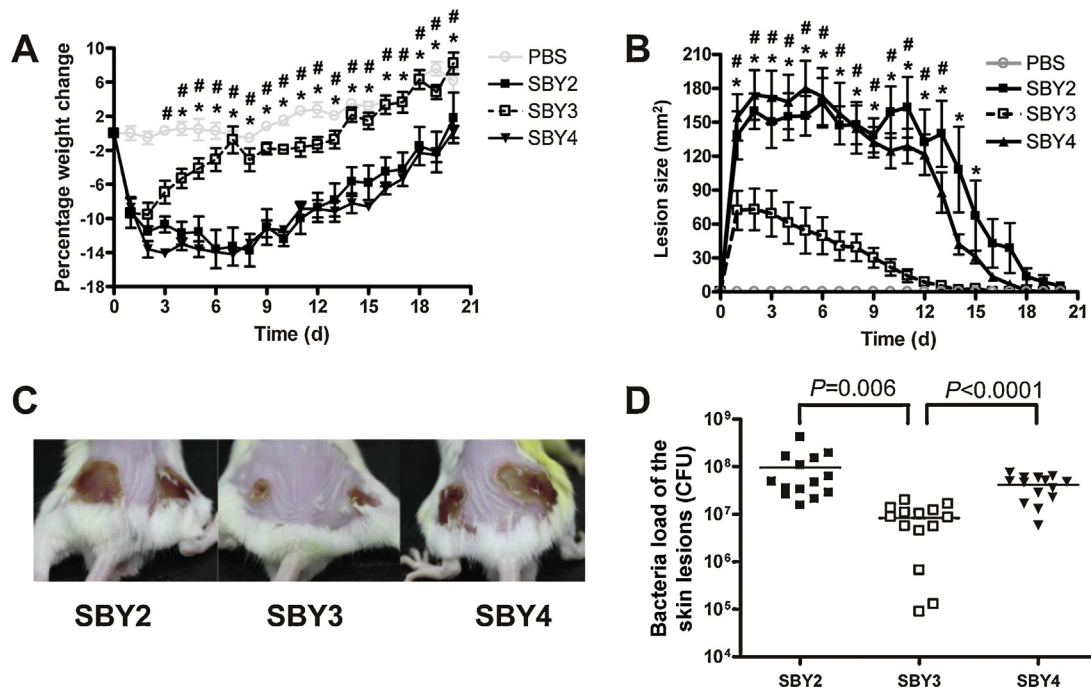 A
Percentage weight change
10
6
2
-2
-6
-10
-14
-18
0 3 6 9 12 15 18 21
Time (d)
# # # # # # # # # # # # # # # # # #
* * * * * * * * * * * * * * * * *
PBS
SBY2
SBY3
SBY4
B
Lesion size (mm²)
210
180
150
120
90
60
30
0
0 3 6 9 12 15 18 21
Time (d)
# # # # # # # # # # # # #
* * * * * * * * * * * * * * *
PBS
SBY2
SBY3
SBY4
C
SBY2 SBY3 SBY4
D
P=0.006 P<0.0001
Bacteria load of the
skin lesions (CFU)
10⁹
10⁸
10⁷
10⁶
10⁵
10⁴
SBY2 SBY3 SBY4